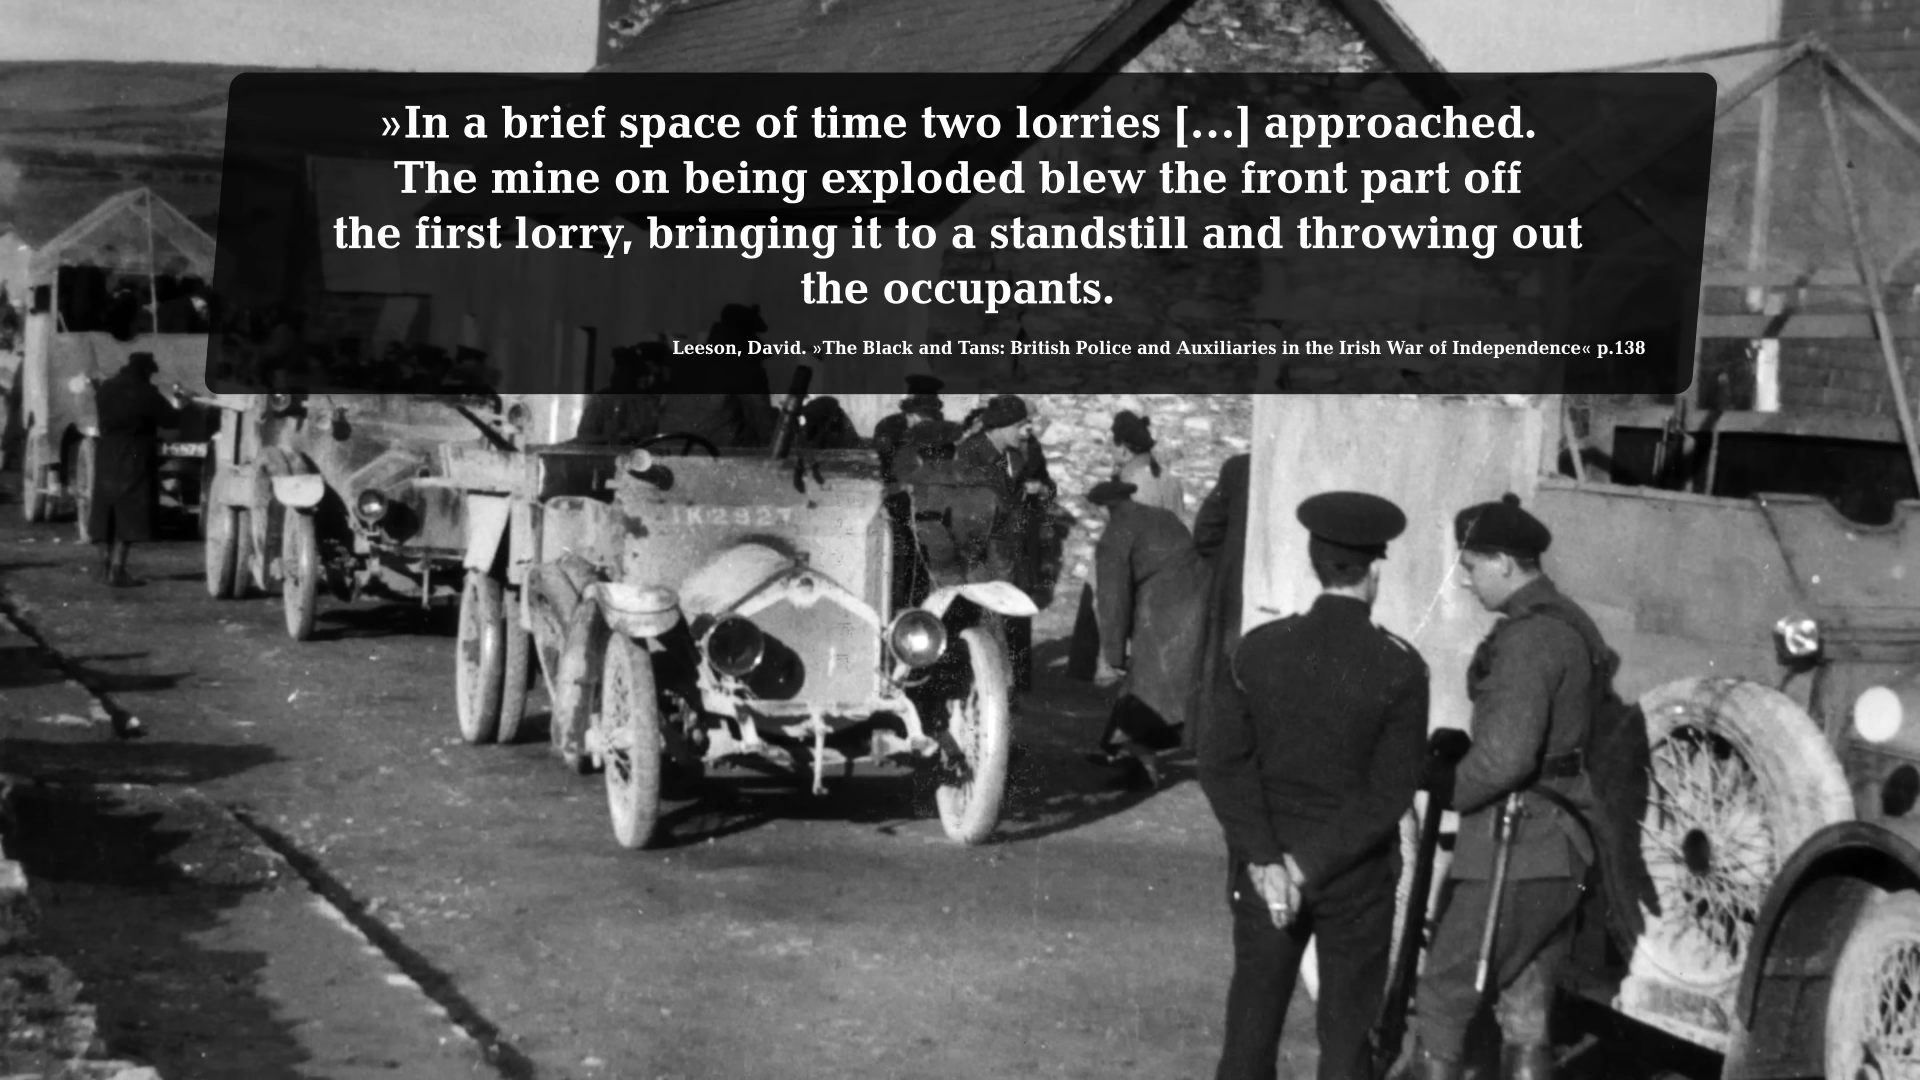 »In a brief space of time two lorries [...] approached.
The mine on being exploded blew the front part off
the first lorry, bringing it to a standstill and throwing out
the occupants.
Leeson, David. »The Black and Tans: British Police and Auxiliaries in the Irish War of Independence« p.138
IK2927